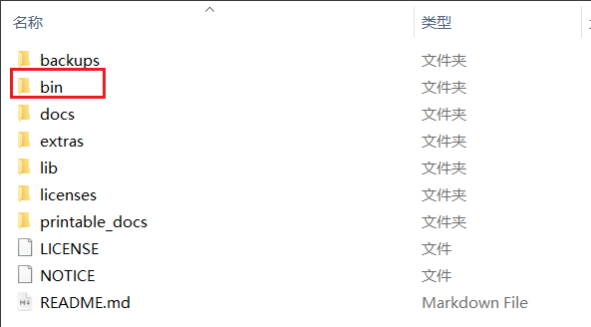 名称 类型
backups 文件夹
bin 文件夹
docs 文件夹
extras 文件夹
lib 文件夹
licenses 文件夹
printable_docs 文件夹
LICENSE 文件
NOTICE 文件
README.md Markdown File